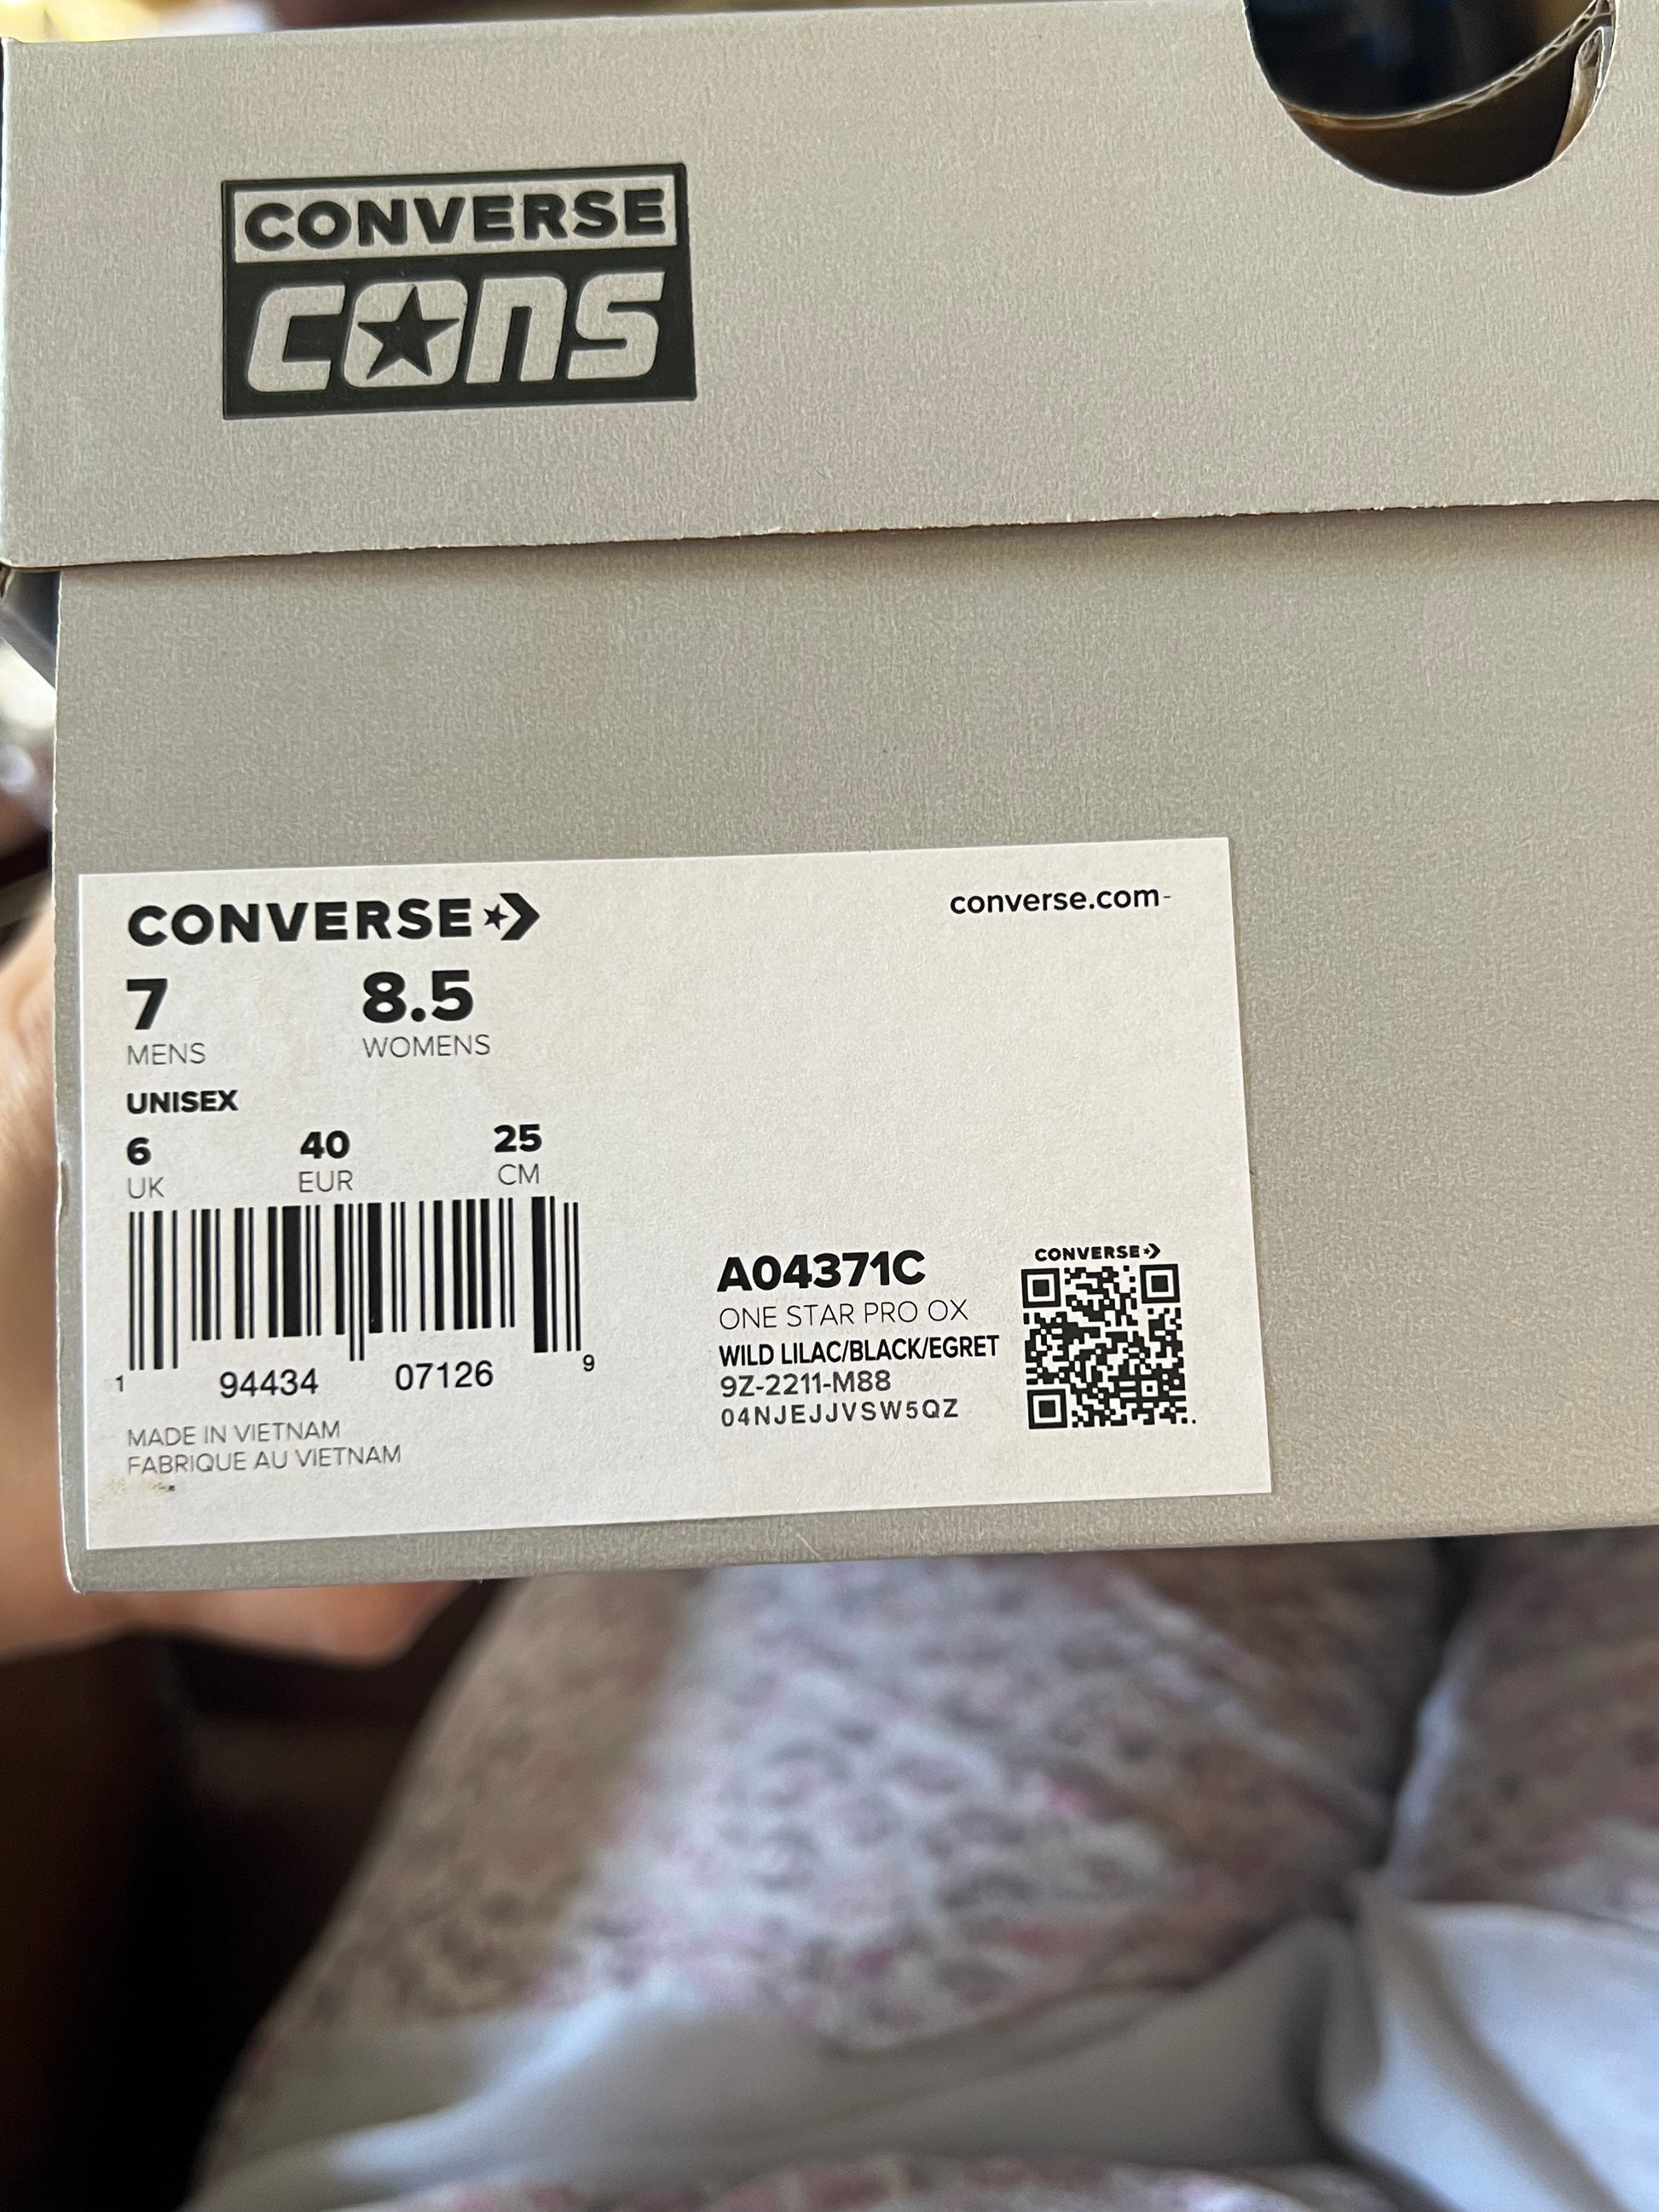 CONVERSE
cons
CONVERSE
converse.com-
7 8.5
MENS WOMENS
UNISEX
6 40 25
UK EUR CM
1 94434 07126 9
MADE IN VIETNAM
FABRIQUE AU VIETNAM
A04371C
ONE STAR PRO OX
WILD LILAC/BLACK/EGRET
9Z-2211-M88
04NJEJJVSW5QZ
CONVERSE